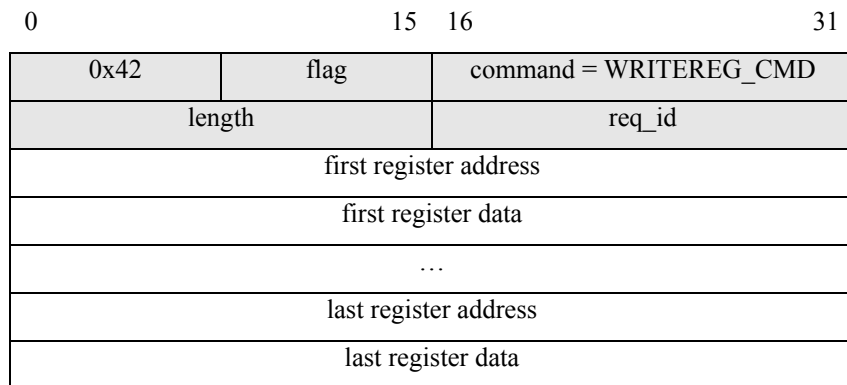 0 15 16 31
0x42 flag command = WRITEREG_CMD
length req_id
first register address
first register data
…
last register address
last register data